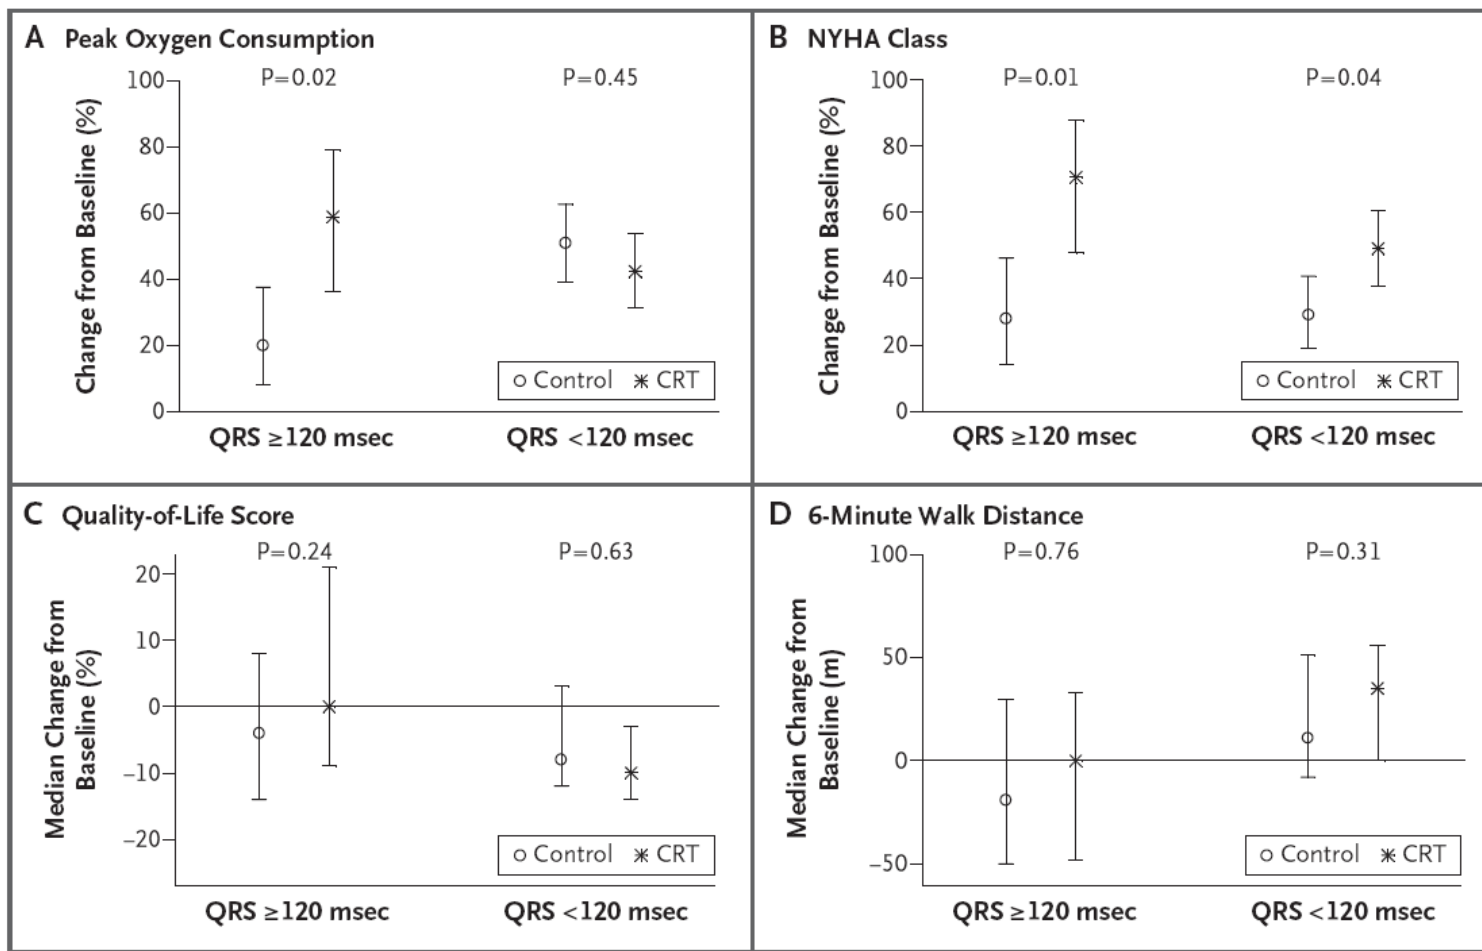 A Peak Oxygen Consumption
P=0.02 P=0.45
Change from Baseline (%)
100
80
60
40
20
0
Control CRT
QRS ≥120 msec QRS <120 msec
B NYHA Class
P=0.01 P=0.04
Change from Baseline (%)
100
80
60
40
20
0
Control CRT
QRS ≥120 msec QRS <120 msec
C Quality-of-Life Score
P=0.24 P=0.63
Median Change from
Baseline (%)
20
10
0
–10
–20
Control CRT
QRS ≥120 msec QRS <120 msec
D 6-Minute Walk Distance
P=0.76 P=0.31
Median Change from
Baseline (m)
100
50
0
–50
Control CRT
QRS ≥120 msec QRS <120 msec